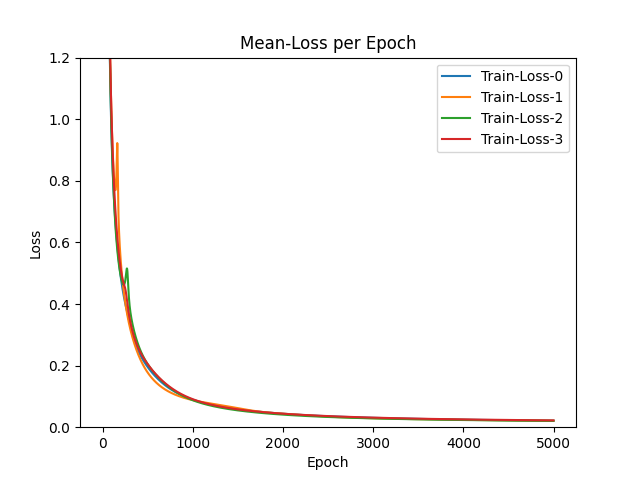 Mean-Loss per Epoch
1.2
1.0
0.8
0.6
0.4
0.2
0.0
Loss
Train-Loss-0
Train-Loss-1
Train-Loss-2
Train-Loss-3
0 1000 2000 3000 4000 5000
Epoch